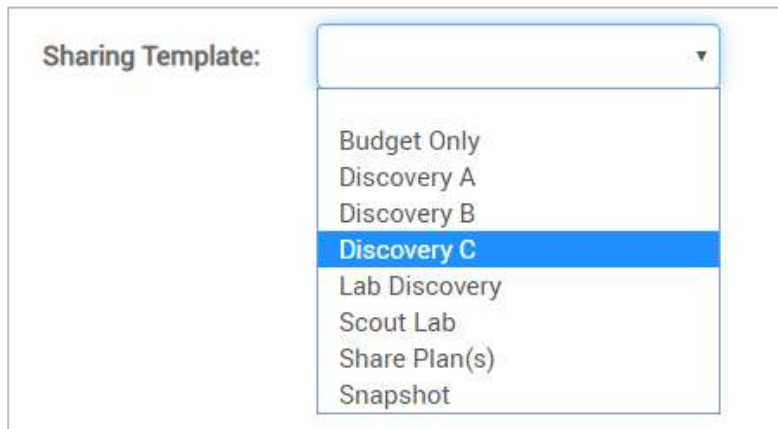 Sharing Template:
Budget Only
Discovery A
Discovery B
Discovery C
Lab Discovery
Scout Lab
Share Plan(s)
Snapshot